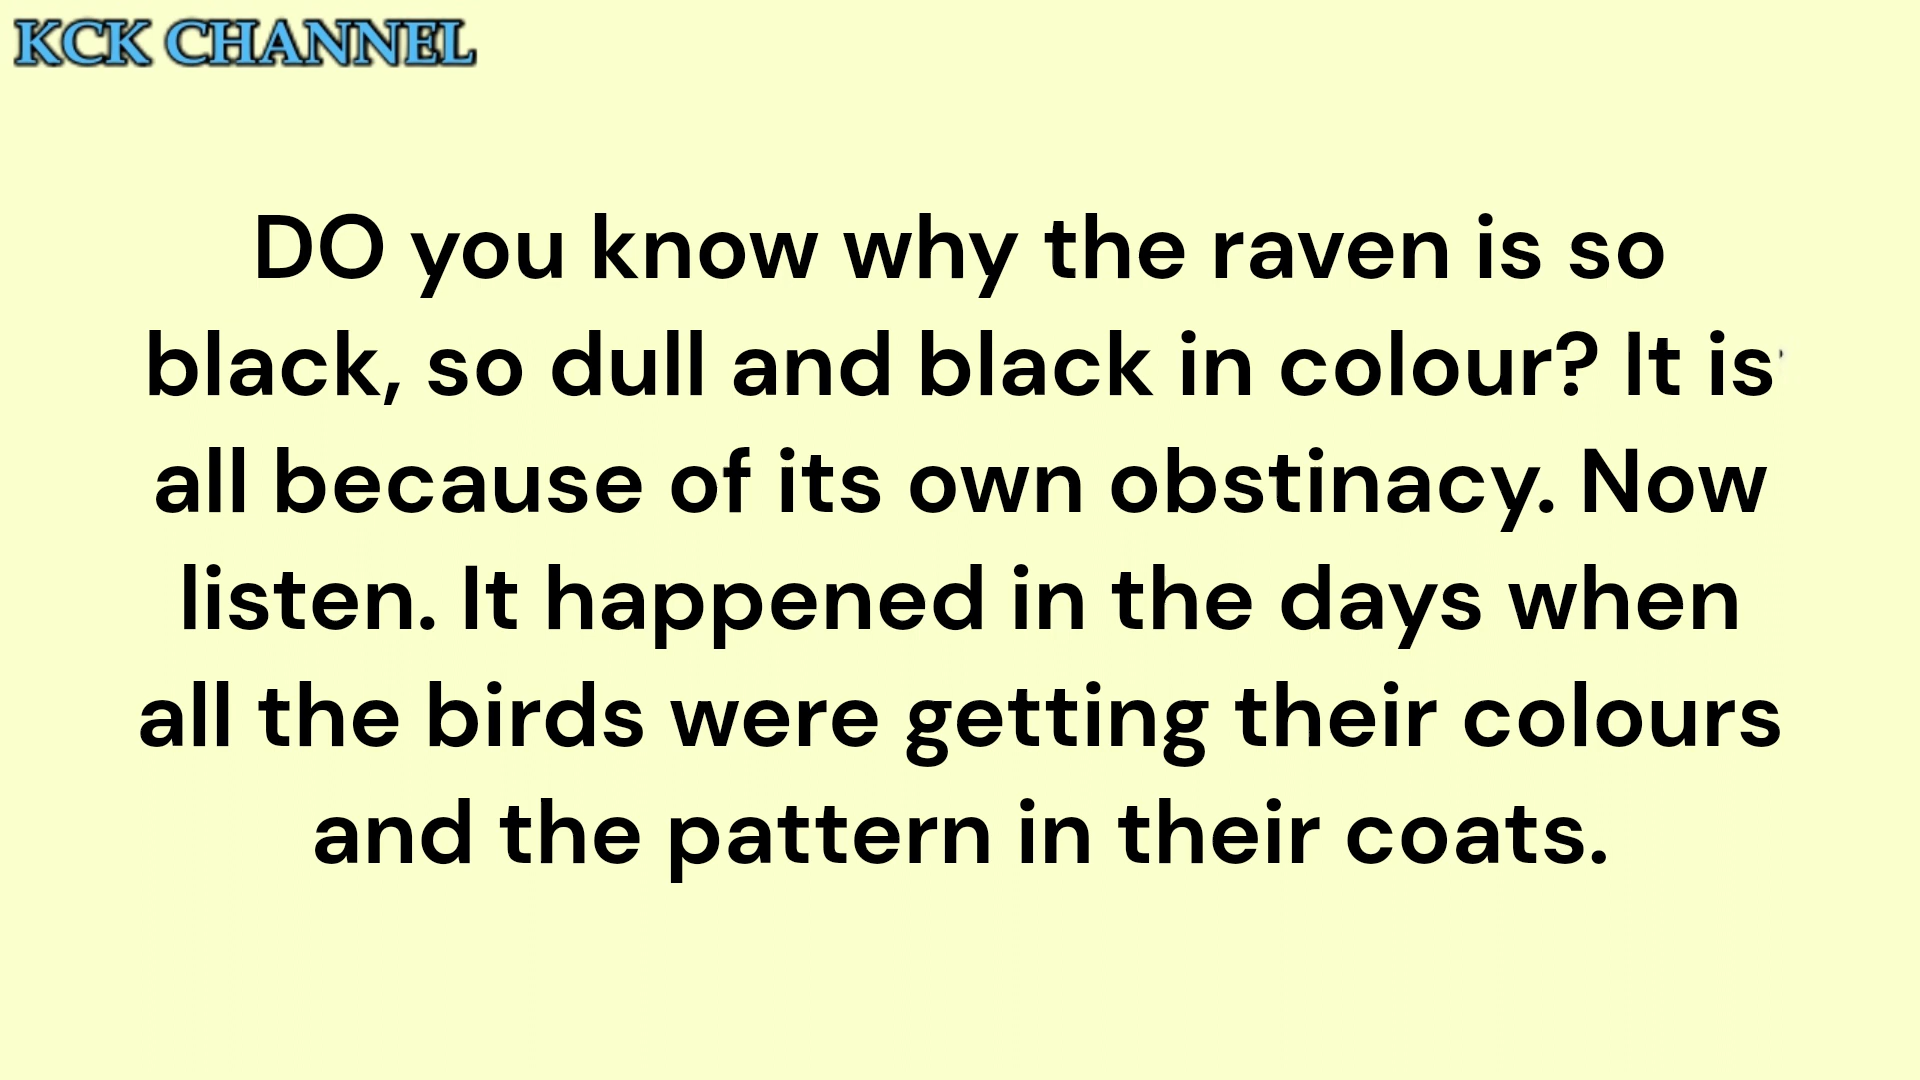 KCK CHANNEL
DO you know why the raven is so
black, so dull and black in colour? It is
all because of its own obstinacy. Now
listen. It happened in the days when
all the birds were getting their colours
and the pattern in their coats.